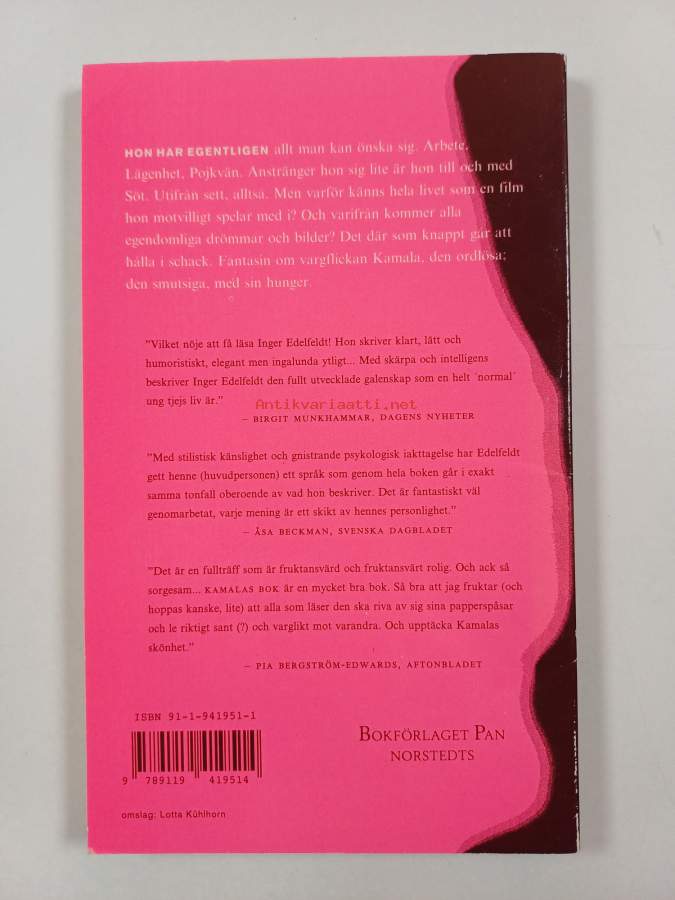 HON HAR EGENTLIGEN allt man kan önska sig. Arbete.
Lägenhet. Pojkvän. Anstränger hon sig lite är hon till och med
Söt. Utifrån sett, alltså. Men varför känns hela livet som en film
hon motvilligt spelar med i? Och varifrån kommer alla
egendomliga drömmar och bilder? Det där som knappt går att
hålla i schack. Fantasin om vargflickan Kamala, den ordlösa;
den smutsiga, med sin hunger.
"Vilket nöje att få läsa Inger Edelfeldt! Hon skriver klart, lätt och
humoristiskt, elegant men ingalunda ytligt... Med skärpa och intelligens
beskriver Inger Edelfeldt den fullt utvecklade galenskap som en helt ´normal´
ung tjejs liv är."
Antikvariaatti.net
– BIRGIT MUNKHAMMAR, DAGENS NYHETER
"Med stilistisk känslighet och gnistrande psykologisk iakttagelse har Edelfeldt
gett henne (huvudpersonen) ett språk som genom hela boken går i exakt
samma tonfall oberoende av vad hon beskriver. Det är fantastiskt väl
genomarbetat, varje mening är ett skikt av hennes personlighet."
– ÅSA BECKMAN, SVENSKA DAGBLADET
"Det är en fullträff som är fruktansvärd och fruktansvärt rolig. Och ack så
sorgesam... KAMALAS BOK är en mycket bra bok. Så bra att jag fruktar (och
hoppas kanske, lite) att alla som läser den ska riva av sig sina papperspåsar
och le riktigt sant (?) och varglikt mot varandra. Och upptäcka Kamalas
skönhet."
– PIA BERGSTRÖM-EDWARDS, AFTONBLADET
ISBN 91-1-941951-1
9 789119 419514
BOKFÖRLAGET PAN
NORSTEDTS
omslag: Lotta Kühlhorn